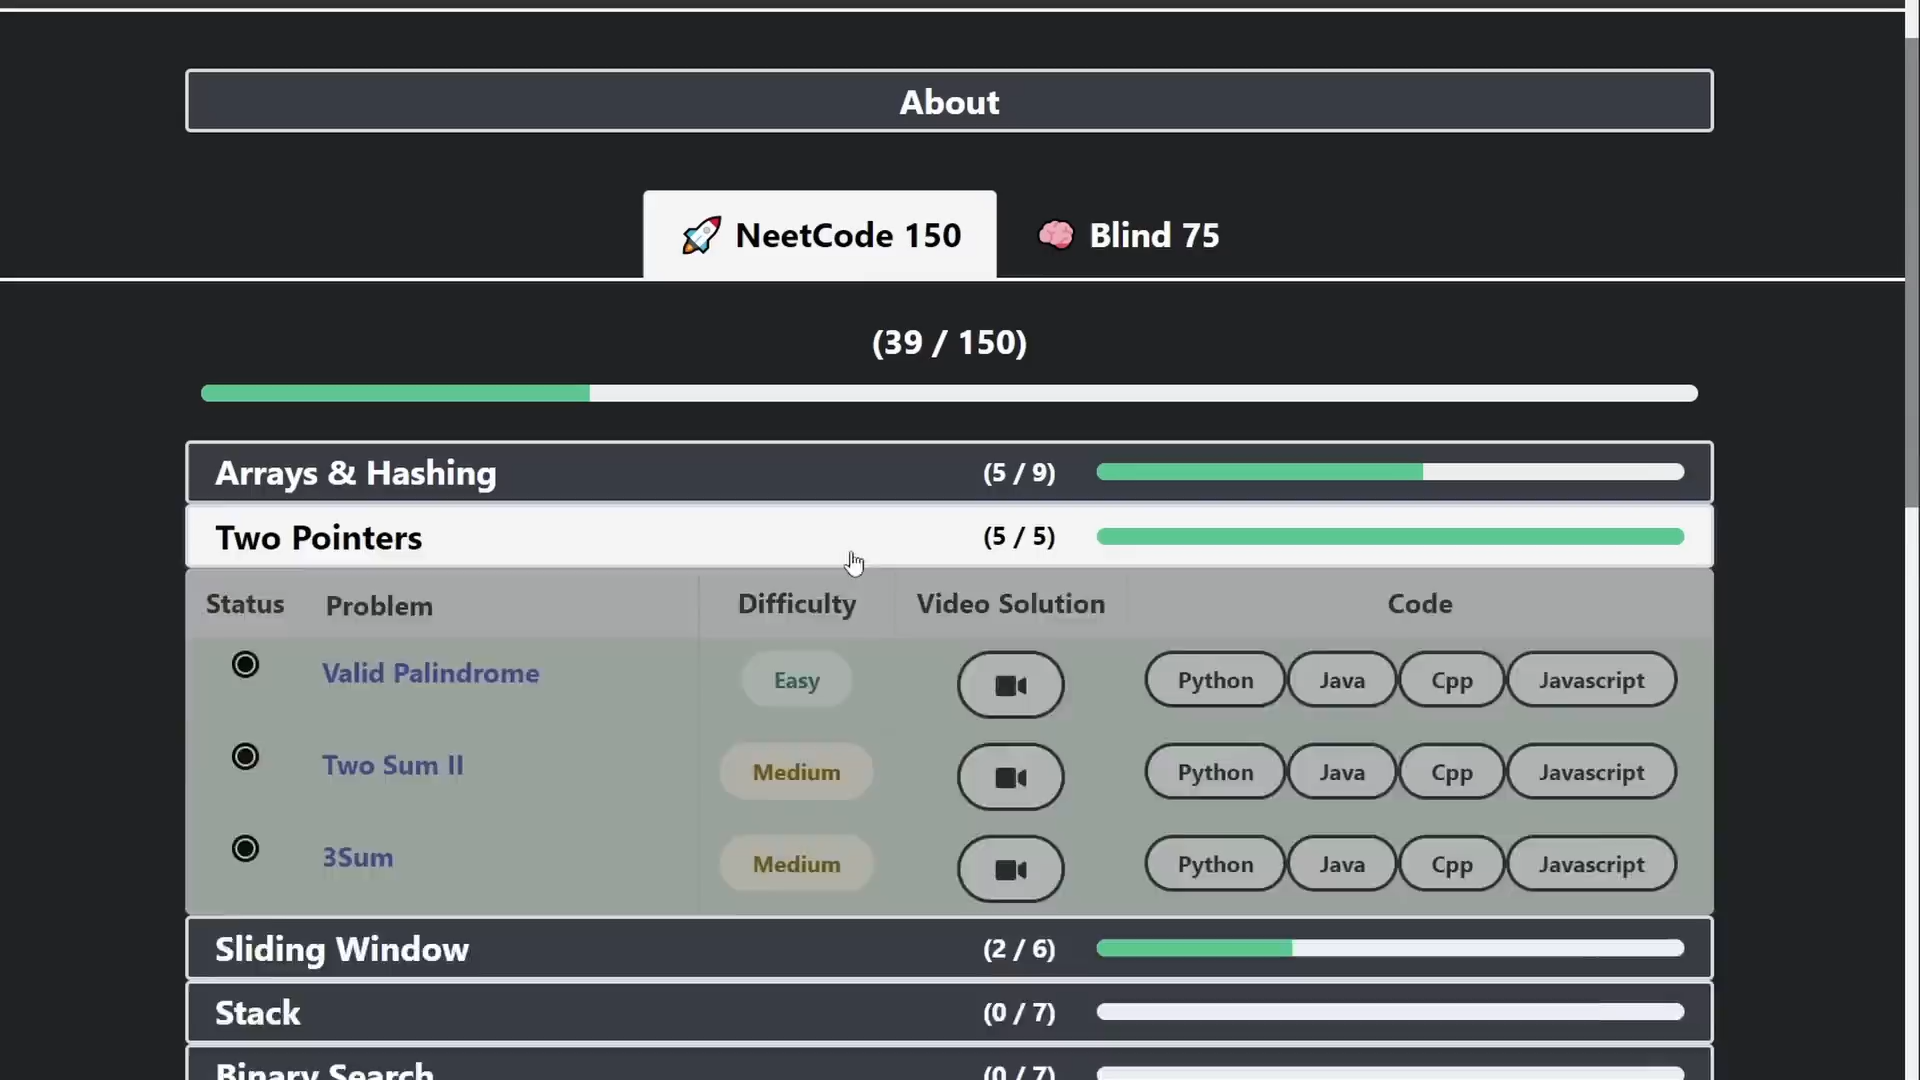 About
NeetCode 150 Blind 75
(39 / 150)
Arrays & Hashing (5 / 9)
Two Pointers (5 / 5)
Status Problem Difficulty Video Solution Code
Valid Palindrome Easy Python Java Cpp Javascript
Two Sum II Medium Python Java Cpp Javascript
3Sum Medium Python Java Cpp Javascript
Sliding Window (2 / 6)
Stack (0 / 7)
Binary Search (0 / 7)